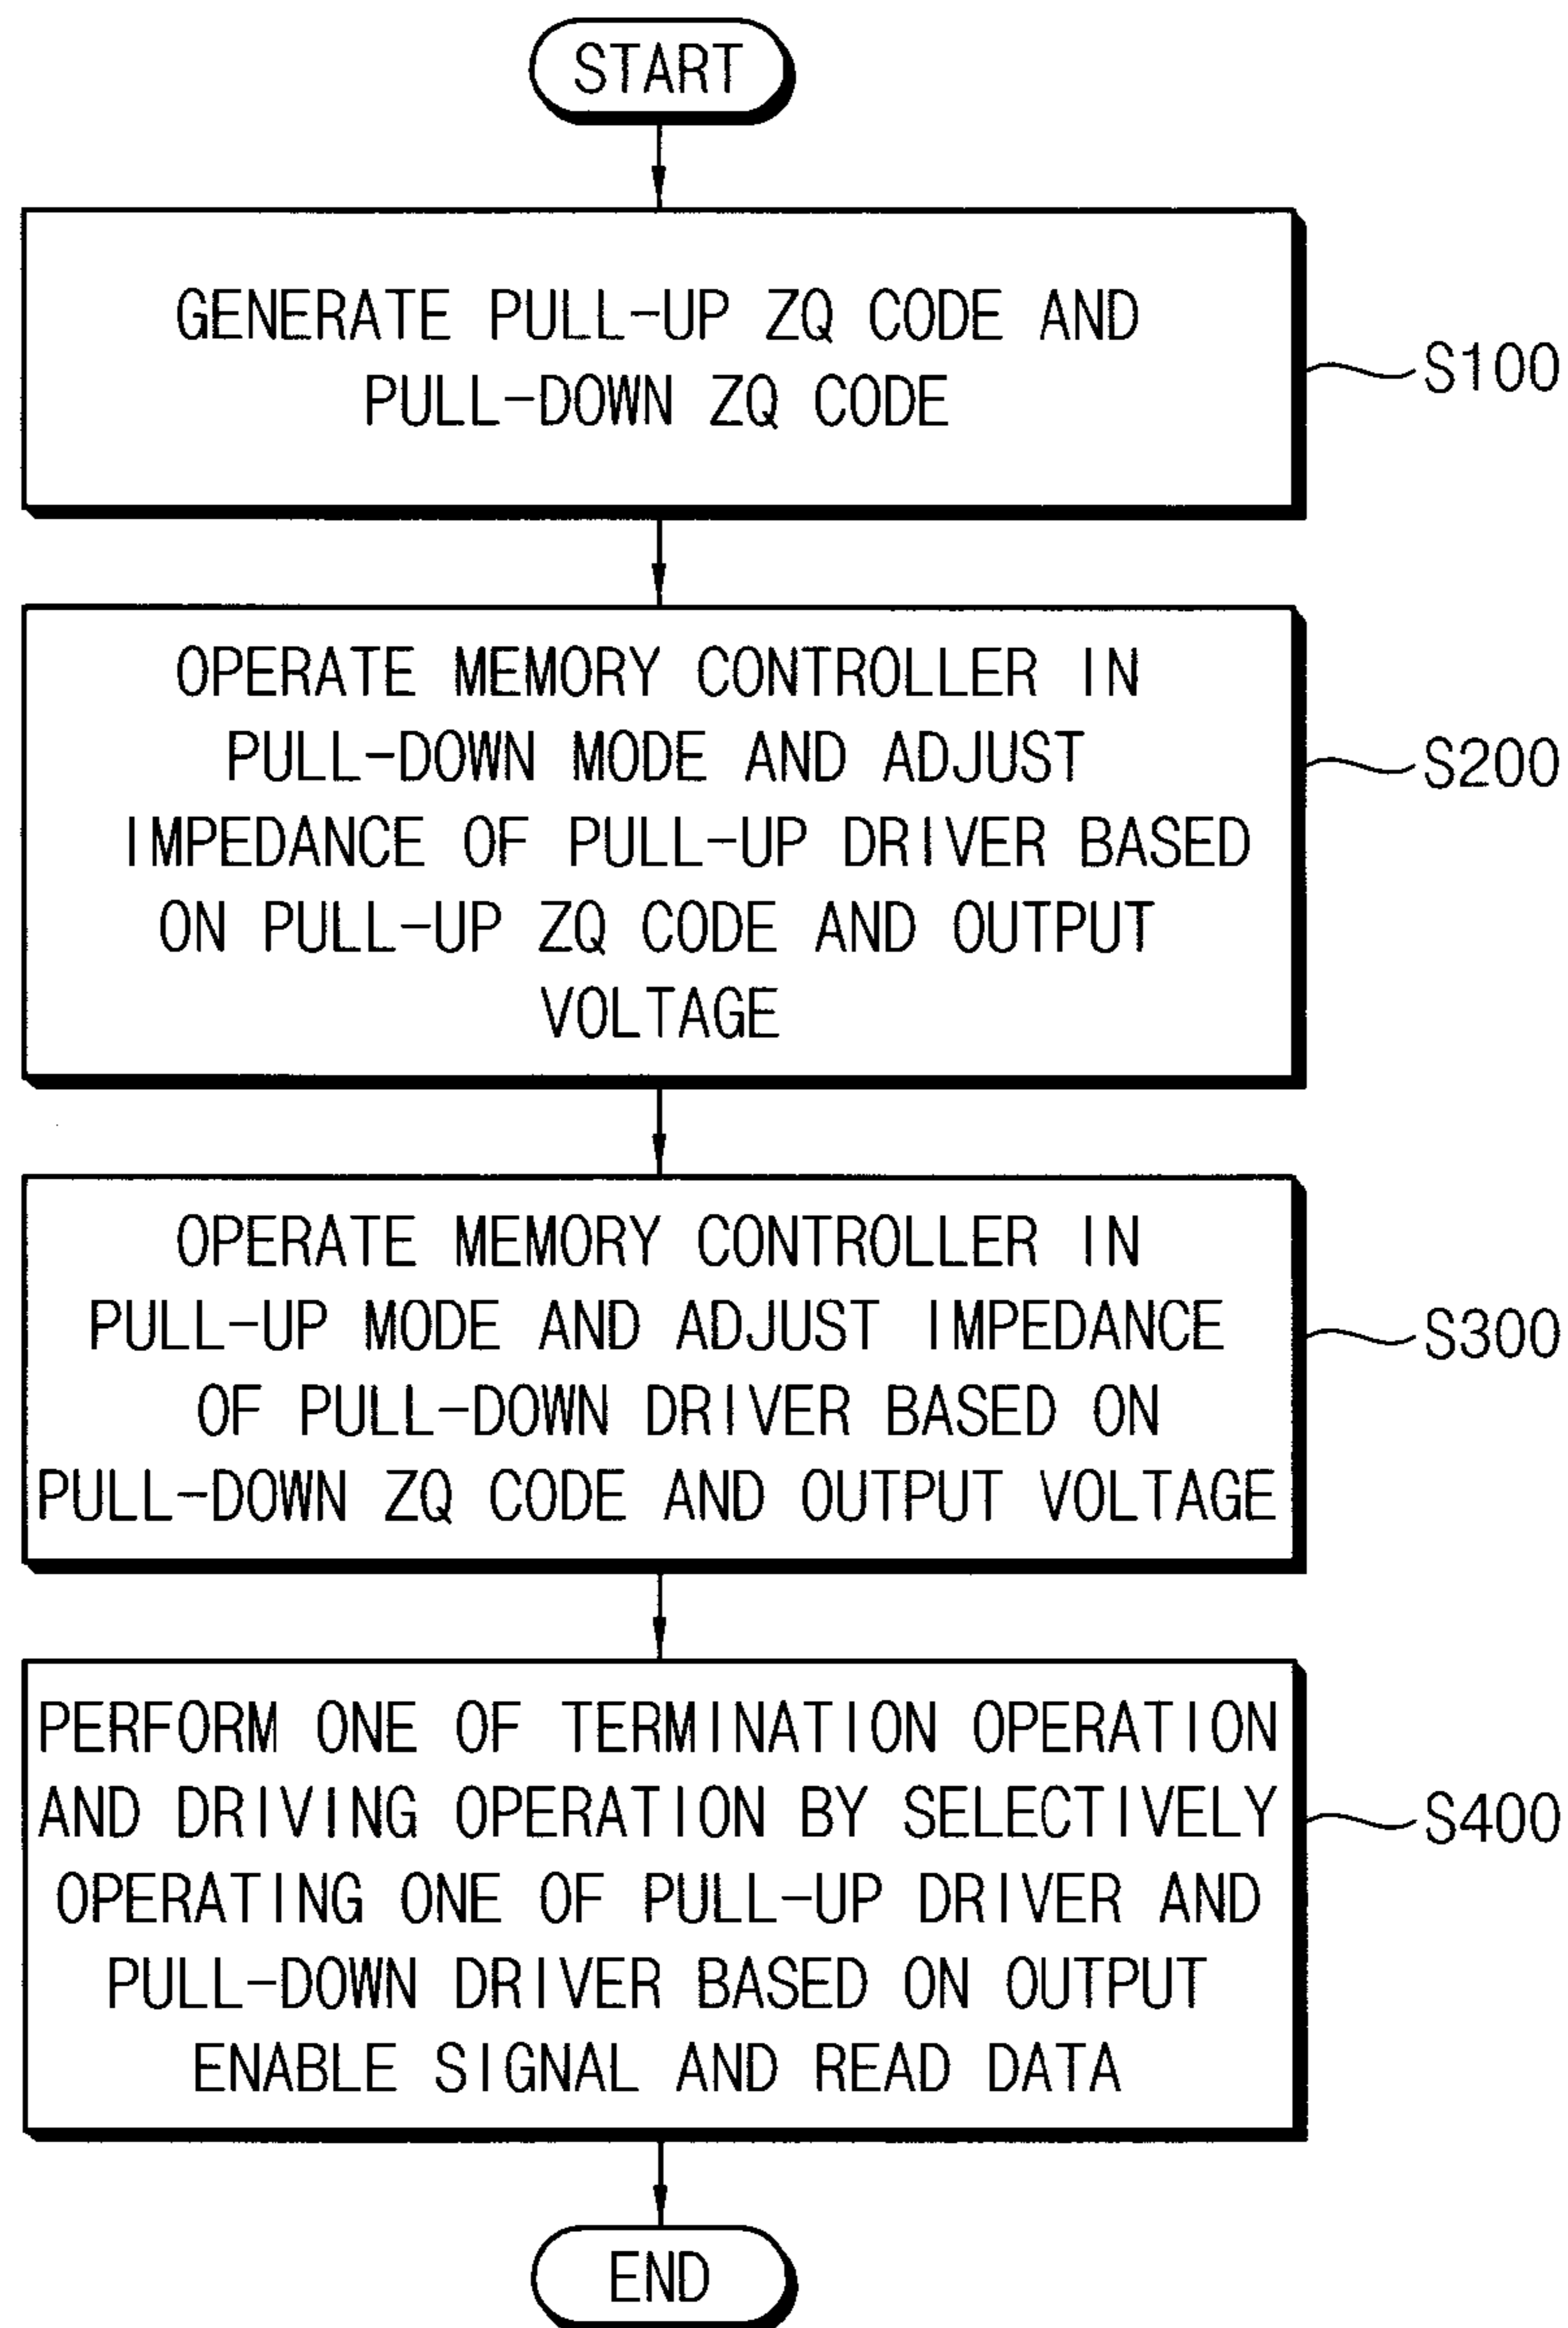 START
GENERATE PULL-UP ZQ CODE AND
PULL-DOWN ZQ CODE
S100
OPERATE MEMORY CONTROLLER IN
PULL-DOWN MODE AND ADJUST
IMPEDANCE OF PULL-UP DRIVER BASED
ON PULL-UP ZQ CODE AND OUTPUT
VOLTAGE
S200
OPERATE MEMORY CONTROLLER IN
PULL-UP MODE AND ADJUST IMPEDANCE
OF PULL-DOWN DRIVER BASED ON
PULL-DOWN ZQ CODE AND OUTPUT VOLTAGE
S300
PERFORM ONE OF TERMINATION OPERATION
AND DRIVING OPERATION BY SELECTIVELY
OPERATING ONE OF PULL-UP DRIVER AND
PULL-DOWN DRIVER BASED ON OUTPUT
ENABLE SIGNAL AND READ DATA
S400
END